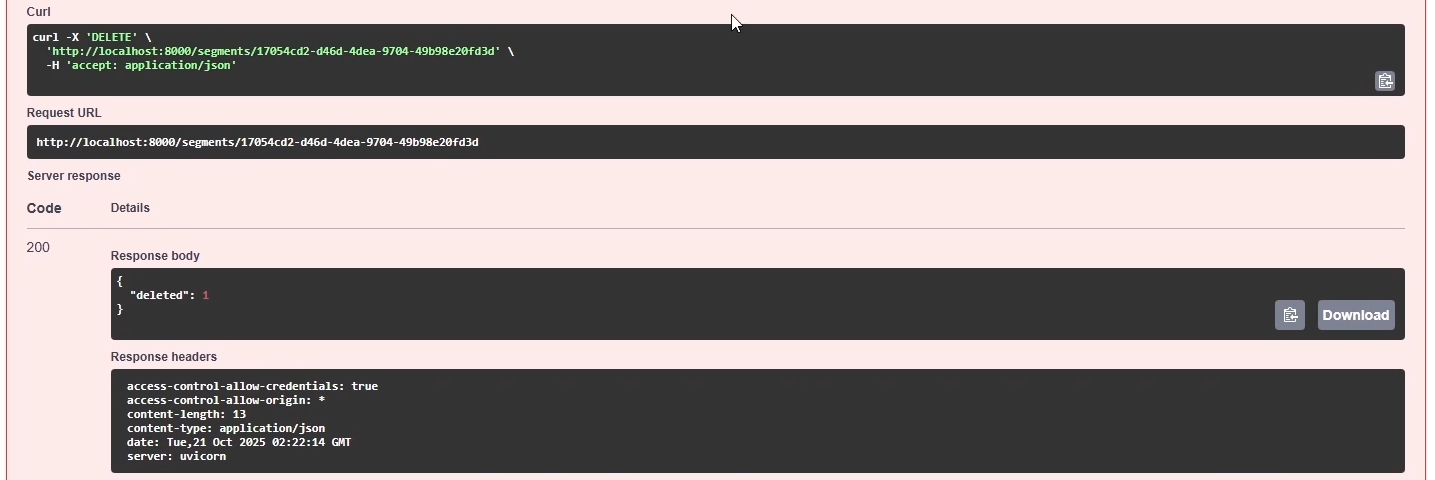 Curl
curl -X 'DELETE' \
'http://localhost:8000/segments/17054cd2-d46d-4dea-9704-49b98e20fd3d' \
-H 'accept: application/json'
Request URL
http://localhost:8000/segments/17054cd2-d46d-4dea-9704-49b98e20fd3d
Server response
Code Details
200
Response body
{
"deleted": 1
}
Download
Response headers
access-control-allow-credentials: true
access-control-allow-origin: *
content-length: 13
content-type: application/json
date: Tue,21 Oct 2025 02:22:14 GMT
server: uvicorn